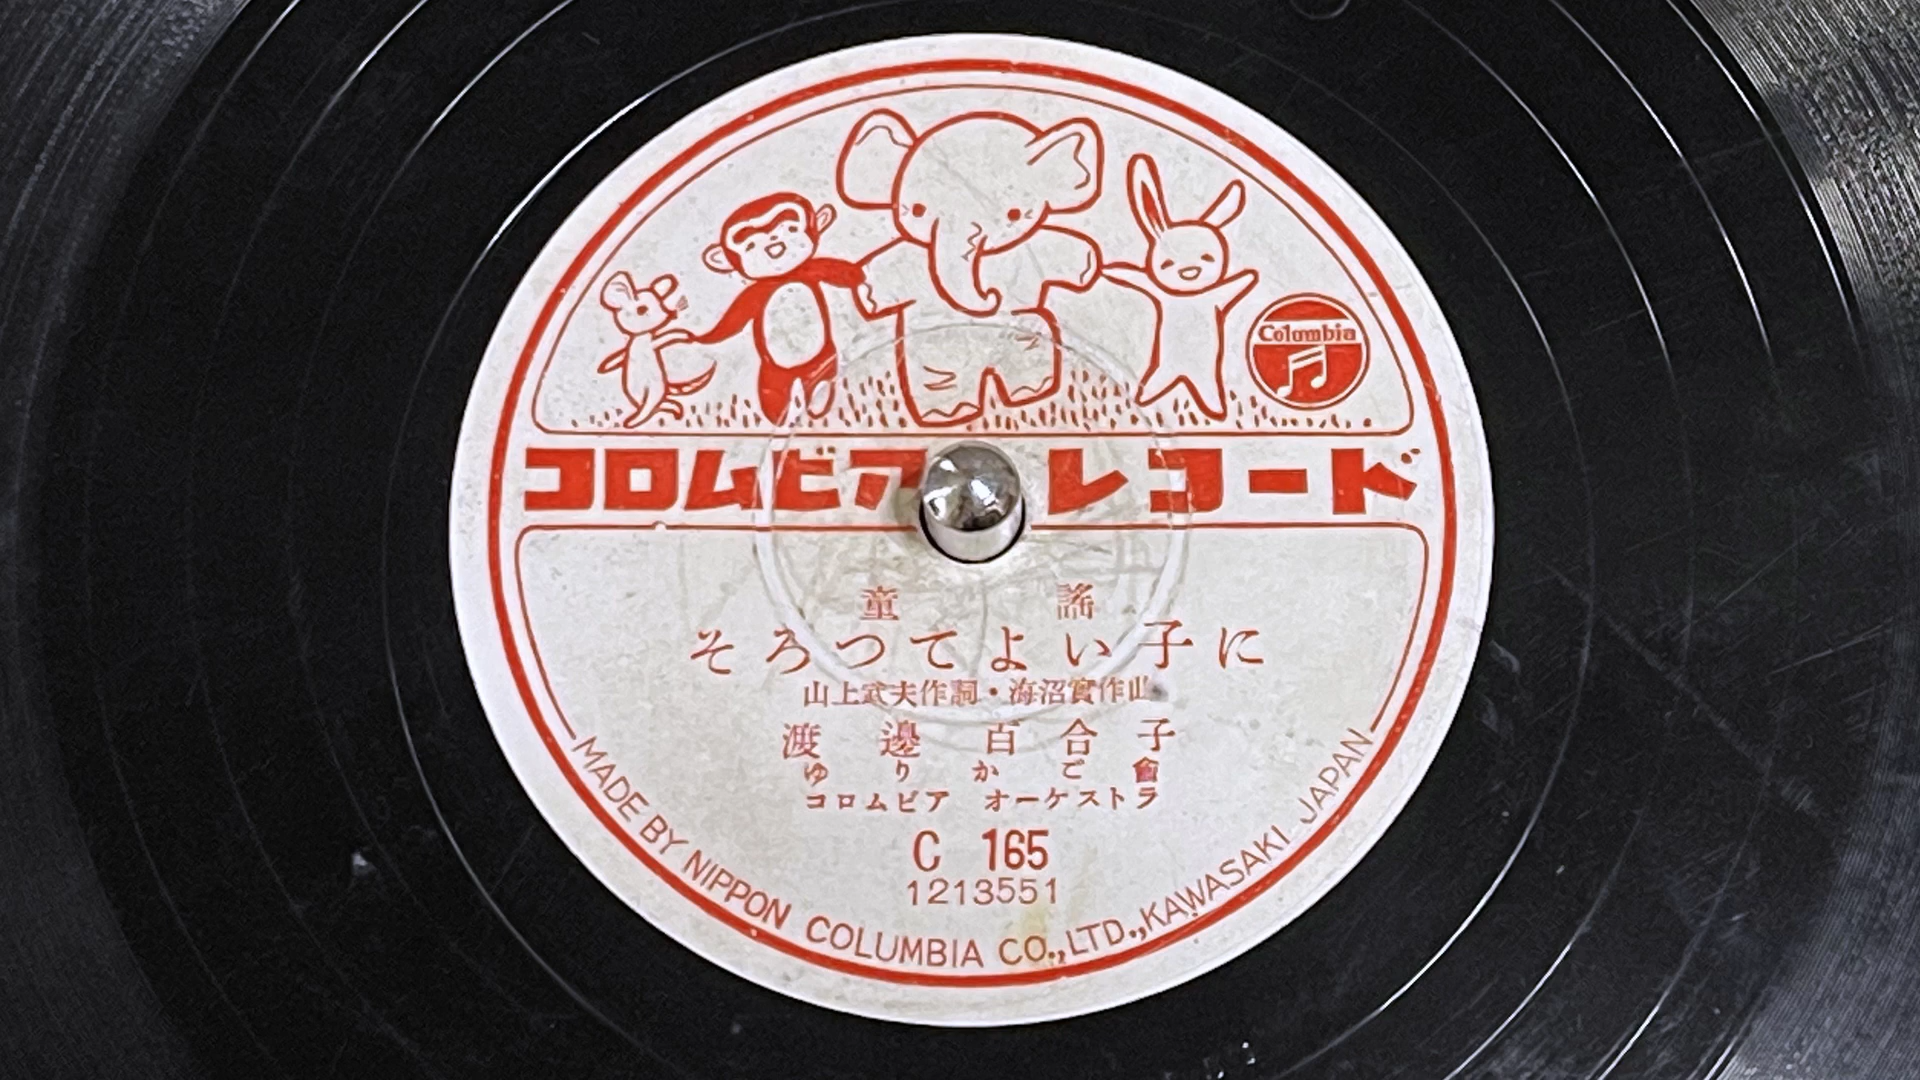 Columbia
コロムビア レコード
童謠
そろつてよい子に
山上武夫作詞・海沼實作曲
渡邊百合子
ゆりかご會
コロムビア オーケストラ
C 165
1213551
MADE BY NIPPON COLUMBIA CO., LTD., KAWASAKI JAPAN